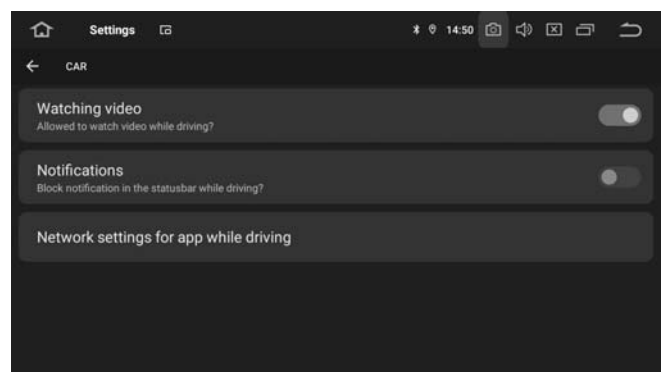 Settings
14:50
CAR
Watching video
Allowed to watch video while driving?
Notifications
Block notification in the statusbar while driving?
Network settings for app while driving